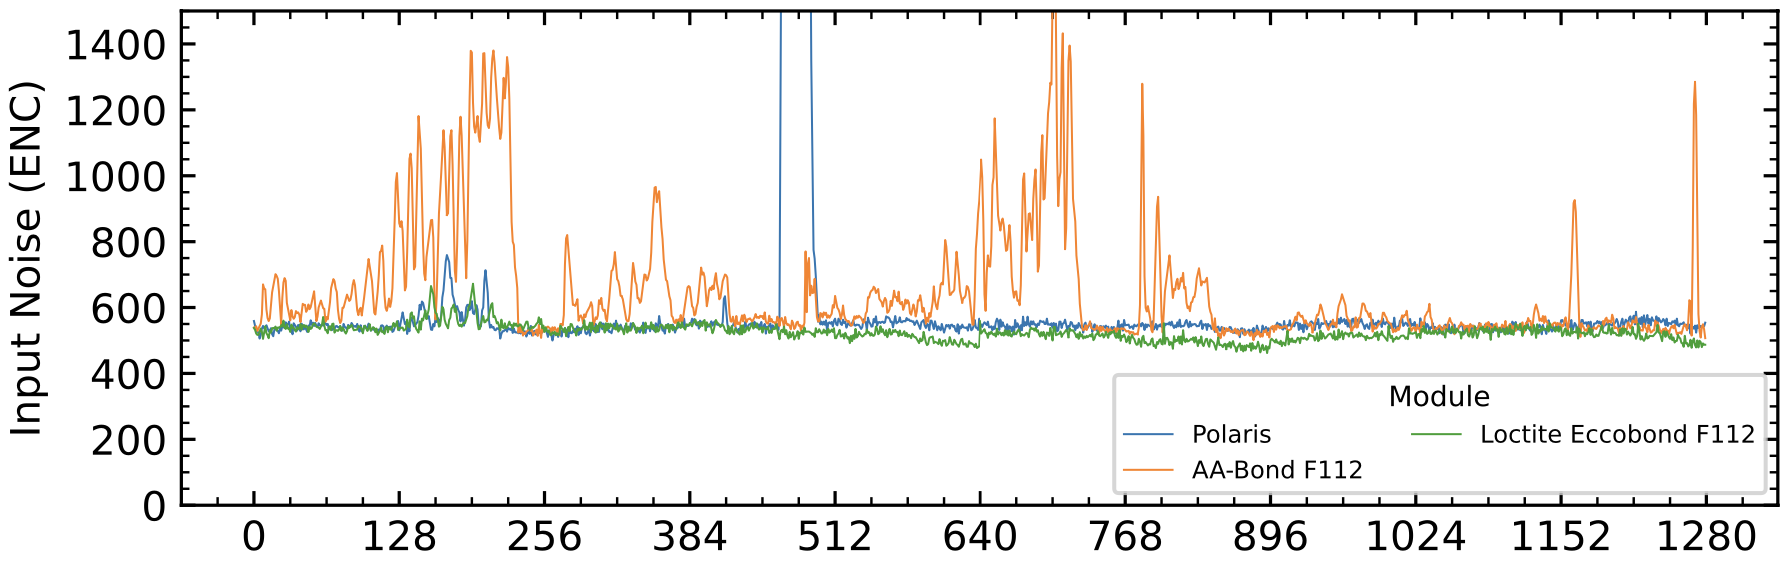 Input Noise (ENC)
1400
1200
1000
800
600
400
200
0
0 128 256 384 512 640 768 896 1024 1152 1280
Module
Polaris
AA-Bond F112
Loctite Eccobond F112